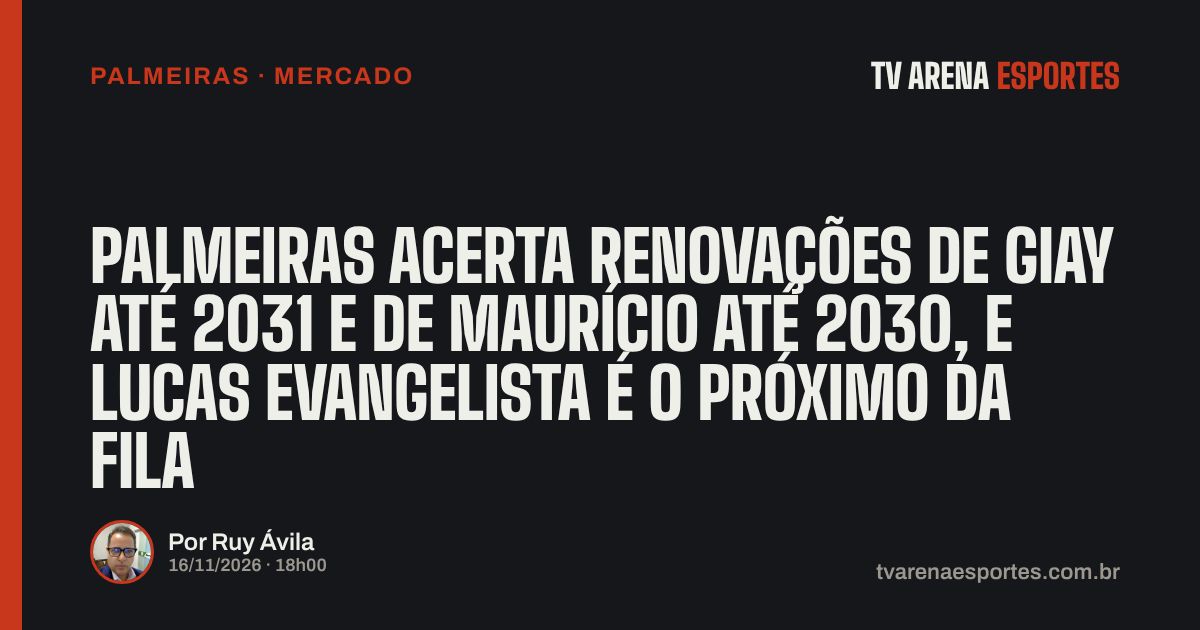 PALMEIRAS · MERCADO
TV ARENA ESPORTES
PALMEIRAS ACERTA RENOVAÇÕES DE GIAY
ATÉ 2031 E DE MAURÍCIO ATÉ 2030, E
LUCAS EVANGELISTA É O PRÓXIMO DA
FILA
Por Ruy Ávila
16/11/2026 · 18h00
tvarenaesportes.com.br